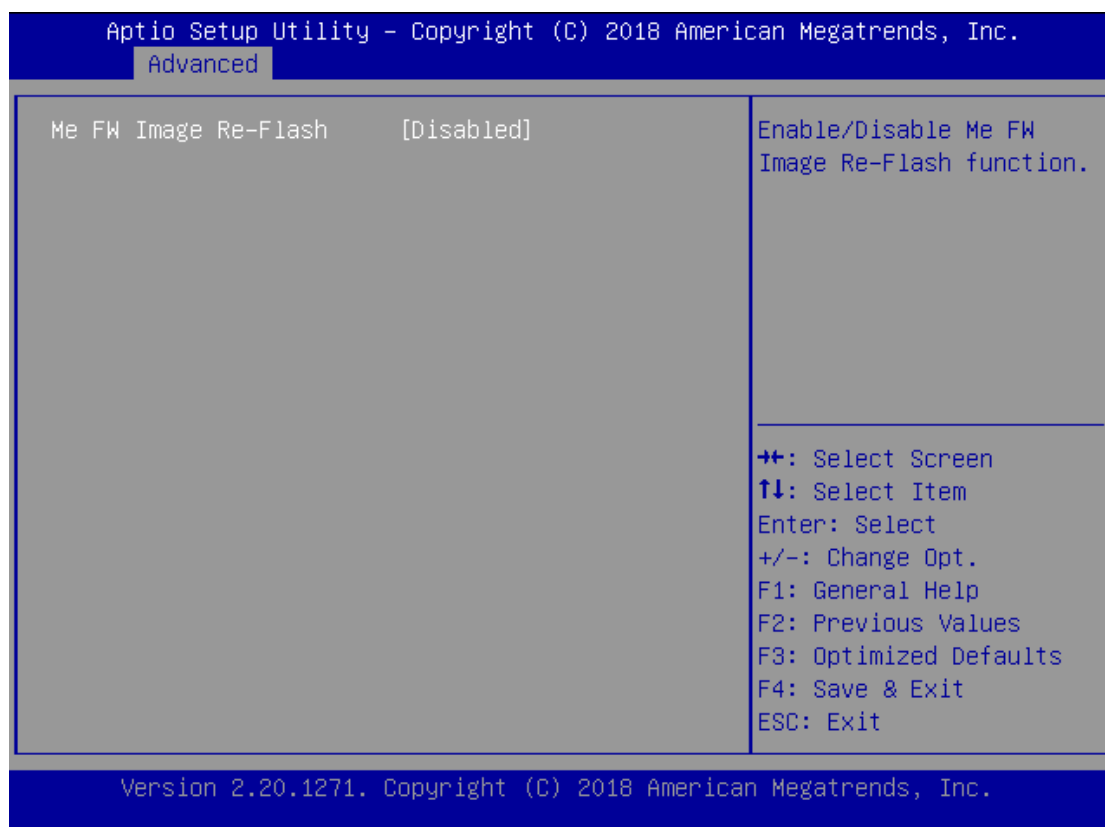 Aptio Setup Utility – Copyright (C) 2018 American Megatrends, Inc.
Advanced
Me FW Image Re-Flash [Disabled]
Enable/Disable Me FW
Image Re-Flash function.
→←: Select Screen
↑↓: Select Item
Enter: Select
+/-: Change Opt.
F1: General Help
F2: Previous Values
F3: Optimized Defaults
F4: Save & Exit
ESC: Exit
Version 2.20.1271. Copyright (C) 2018 American Megatrends, Inc.